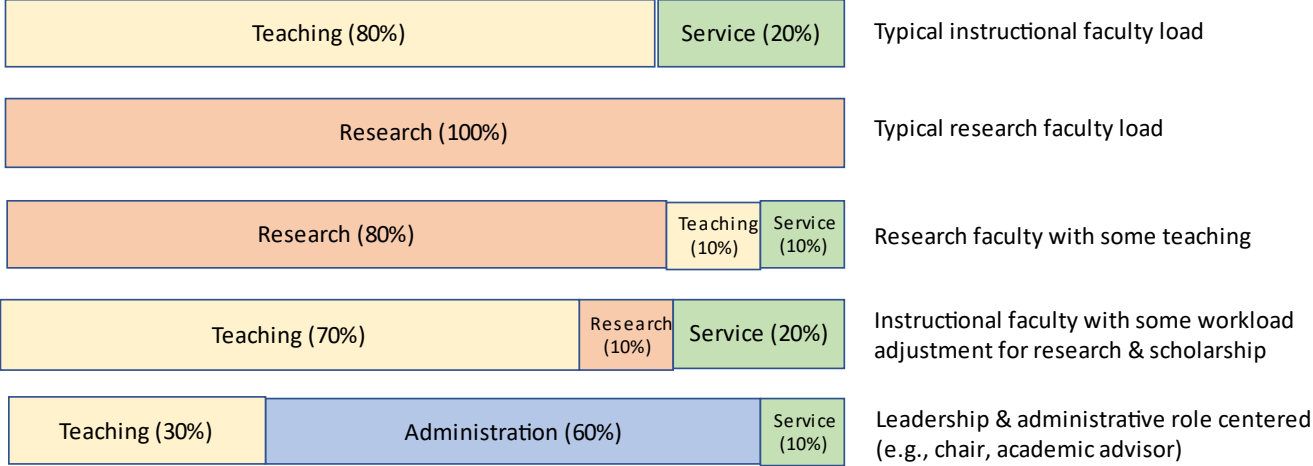 Teaching (80%)
Service (20%)
Typical instructional faculty load
Research (100%)
Typical research faculty load
Research (80%)
Teaching
(10%)
Service
(10%)
Research faculty with some teaching
Teaching (70%)
Research
(10%)
Service (20%)
Instructional faculty with some workload
adjustment for research & scholarship
Teaching (30%)
Administration (60%)
Service
(10%)
Leadership & administrative role centered
(e.g., chair, academic advisor)